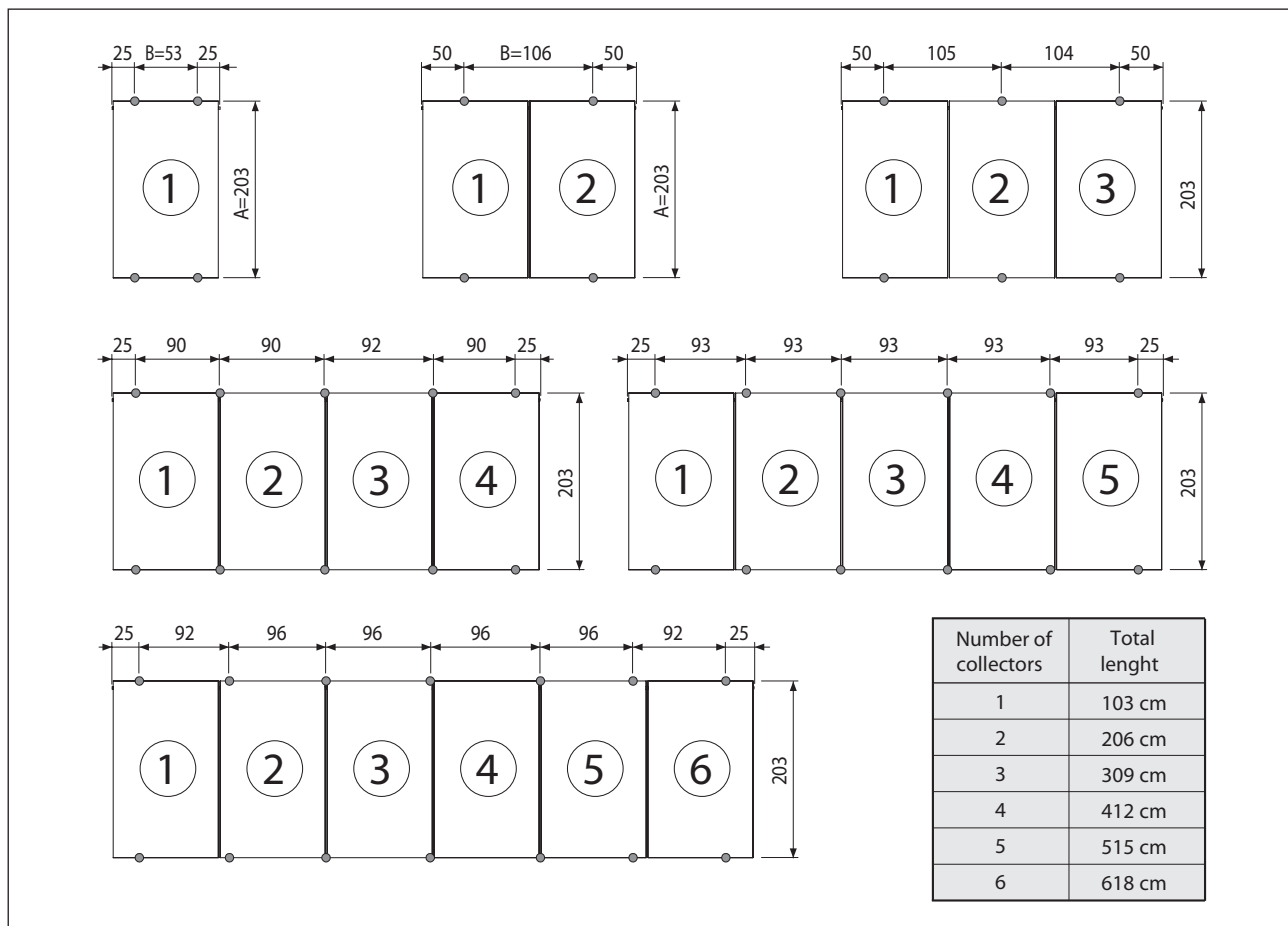 25 B=53 25
1
A=203
50 B=106 50
1 2
A=203
50 105 104 50
1 2 3
203
25 90 90 92 90 25
1 2 3 4
203
25 93 93 93 93 93 25
1 2 3 4 5
203
25 92 96 96 96 96 92 25
1 2 3 4 5 6
203
Number of collectors Total lenght
1 103 cm
2 206 cm
3 309 cm
4 412 cm
5 515 cm
6 618 cm